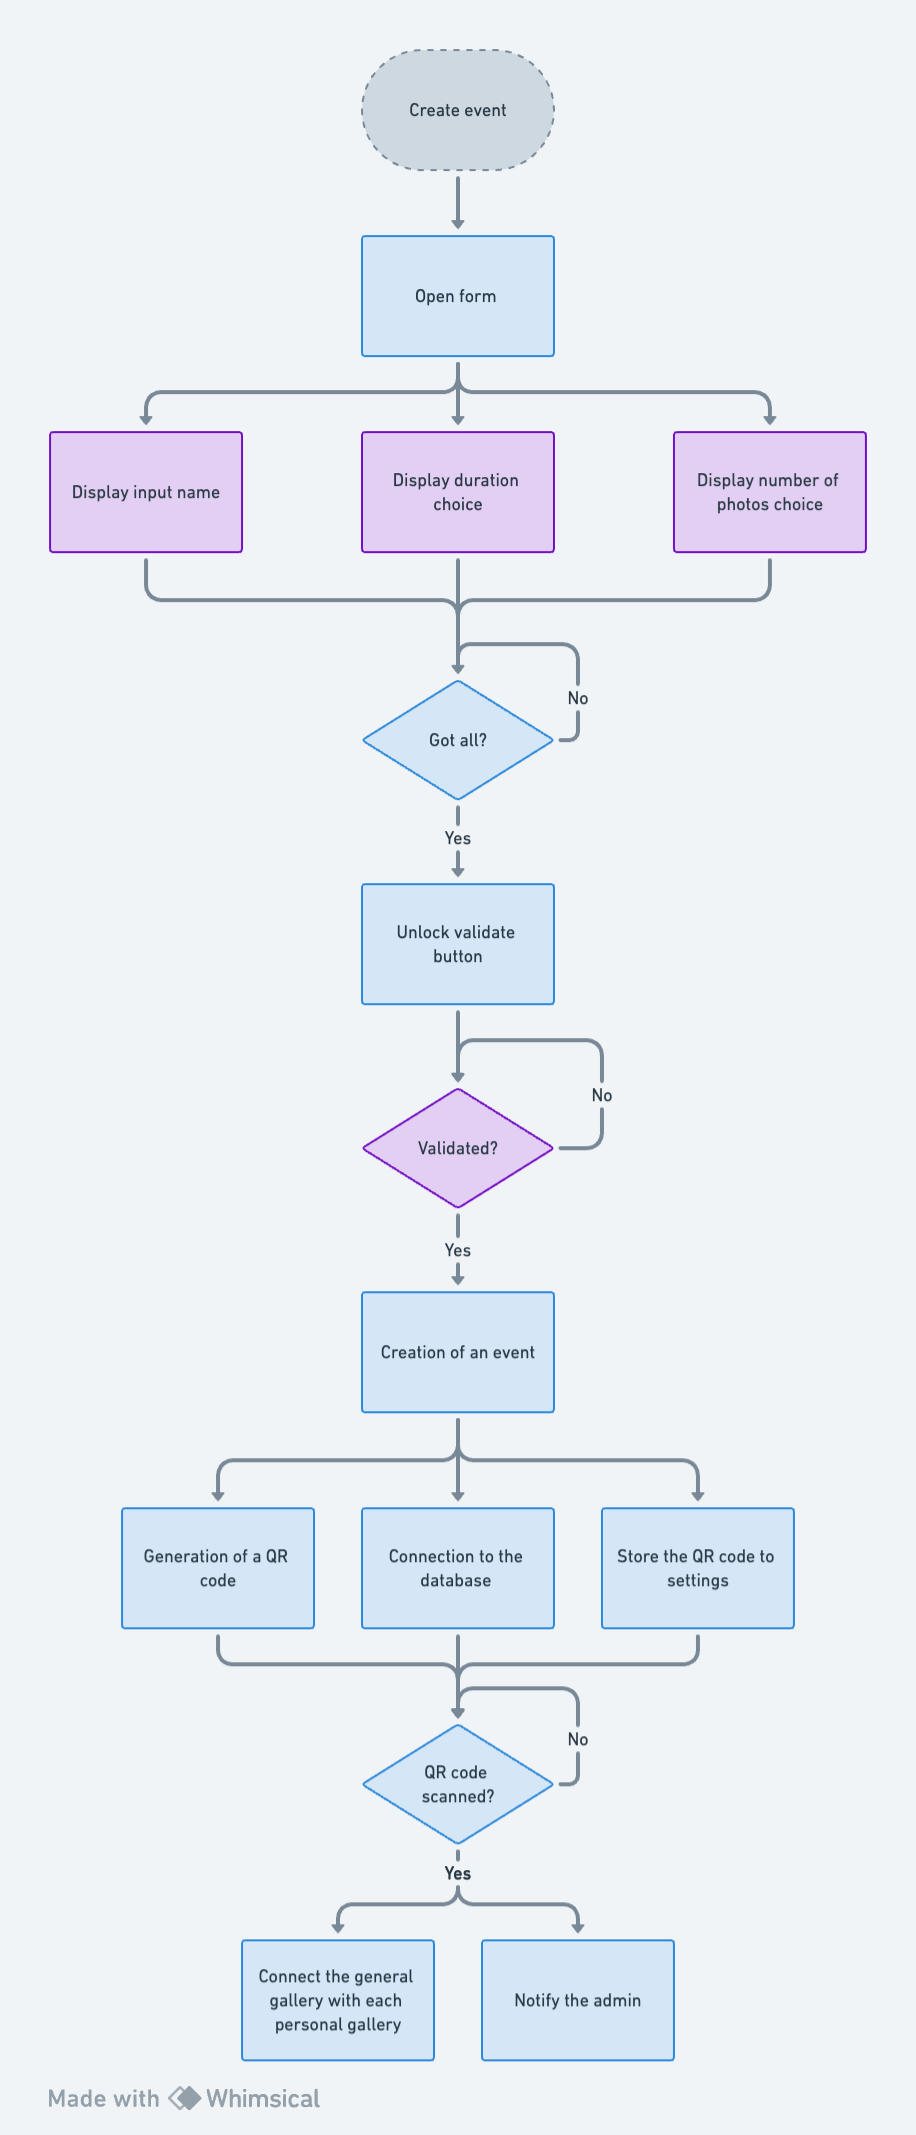 Create event
Open form
Display input name
Display duration
choice
Display number of
photos choice
No
Got all?
Yes
Unlock validate
button
No
Validated?
Yes
Creation of an event
Generation of a QR
code
Connection to the
database
Store the QR code to
settings
No
QR code
scanned?
Yes
Connect the general
gallery with each
personal gallery
Notify the admin
Made with Whimsical